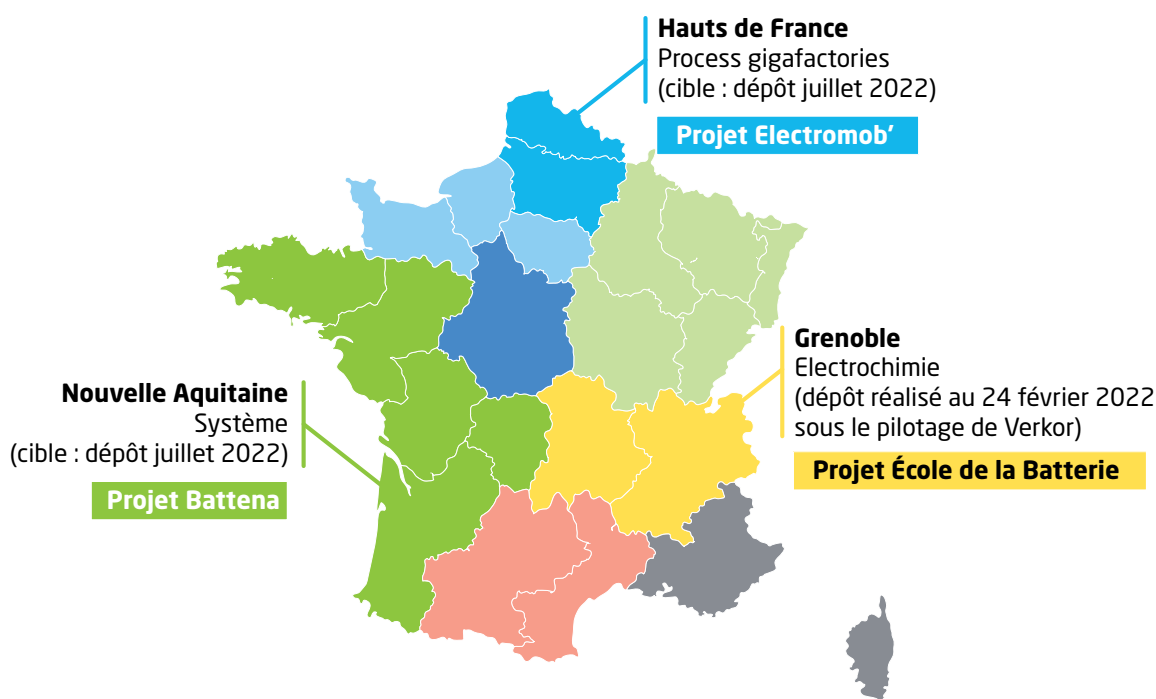 Hauts de France
Process gigafactories
(cible : dépôt juillet 2022)
Projet Electromob’
Grenoble
Electrochimie
(dépôt réalisé au 24 février 2022
sous le pilotage de Verkor)
Projet École de la Batterie
Nouvelle Aquitaine
Système
(cible : dépôt juillet 2022)
Projet Battena